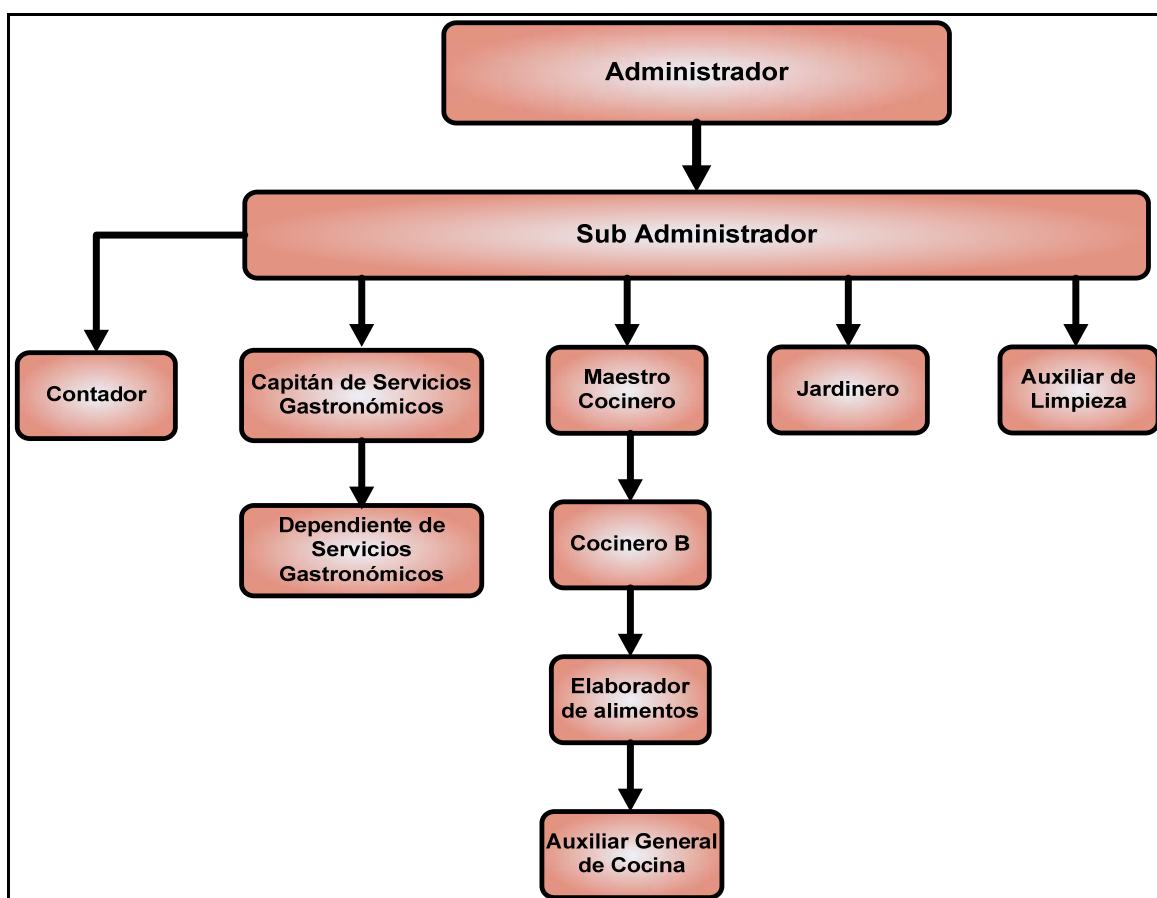 Administrador
Sub Administrador
Contador
Capitán de Servicios
Gastronómicos
Maestro
Cocinero
Jardinero
Auxiliar de
Limpieza
Dependiente de
Servicios
Gastronómicos
Cocinero B
Elaborador
de alimentos
Auxiliar General
de Cocina